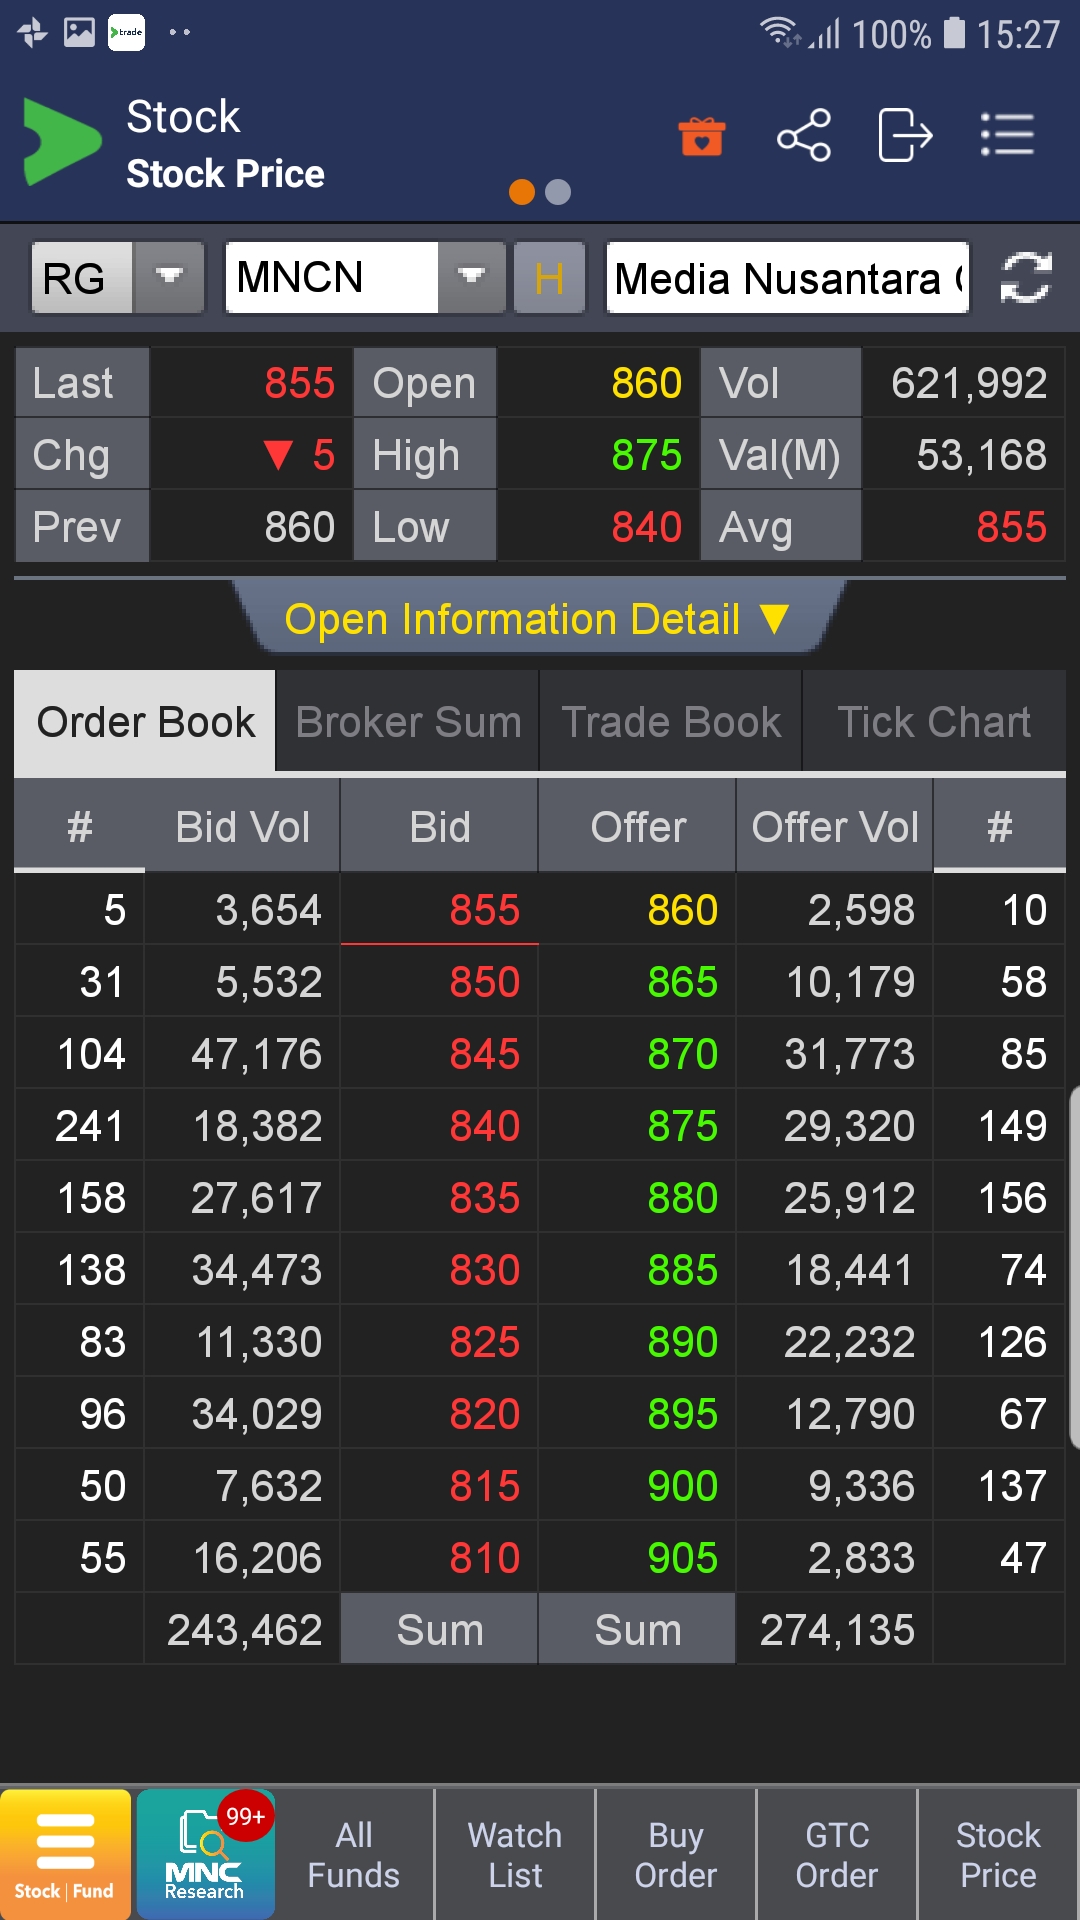 trade
100% 15:27
Stock
Stock Price
RG MNCN H Media Nusantara
Last 855 Open 860 Vol 621,992
Chg ▼ 5 High 875 Val(M) 53,168
Prev 860 Low 840 Avg 855
Open Information Detail ▼
Order Book Broker Sum Trade Book Tick Chart
# Bid Vol Bid Offer Offer Vol #
5 3,654 855 860 2,598 10
31 5,532 850 865 10,179 58
104 47,176 845 870 31,773 85
241 18,382 840 875 29,320 149
158 27,617 835 880 25,912 156
138 34,473 830 885 18,441 74
83 11,330 825 890 22,232 126
96 34,029 820 895 12,790 67
50 7,632 815 900 9,336 137
55 16,206 810 905 2,833 47
243,462 Sum Sum 274,135
Stock | Fund
99+
MNC
Research
All
Funds
Watch
List
Buy
Order
GTC
Order
Stock
Price